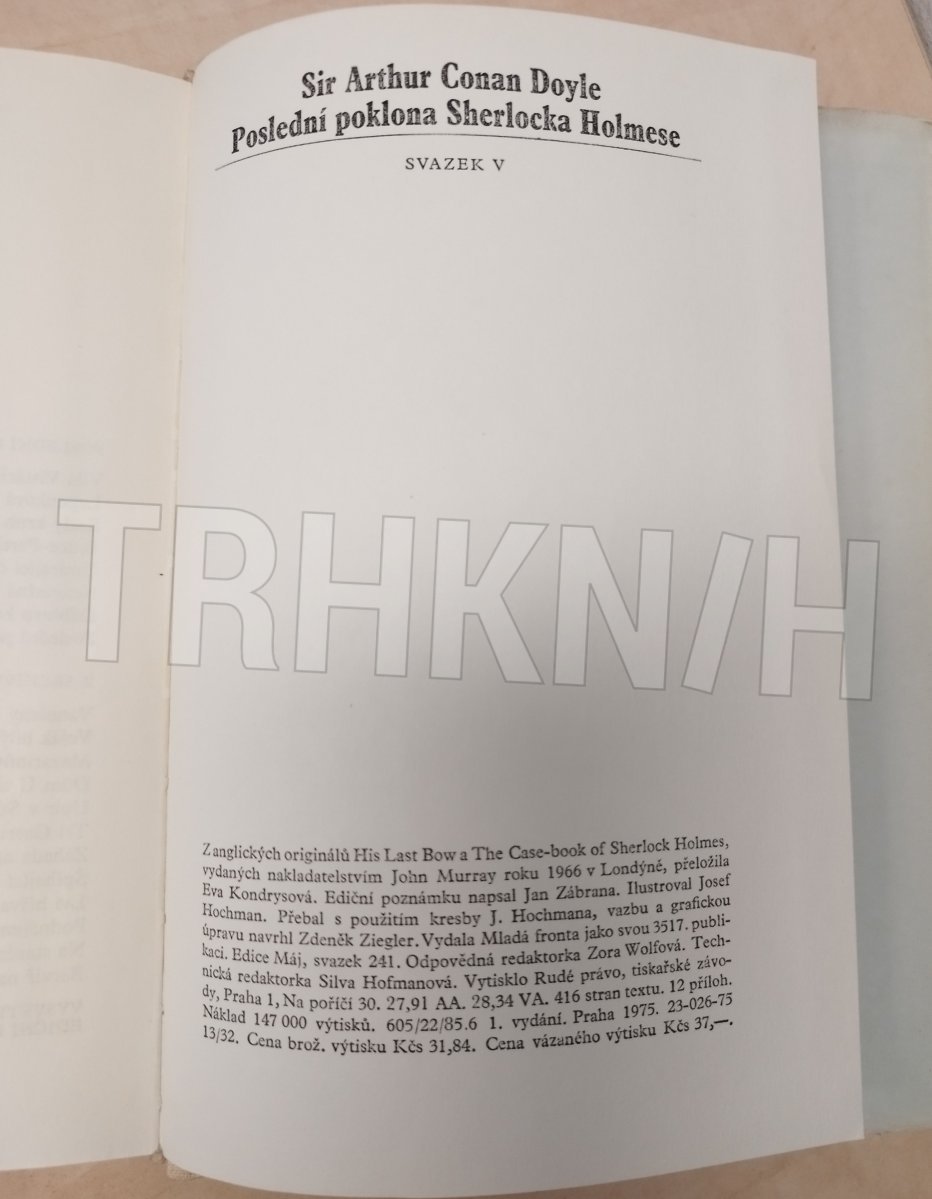 Sir Arthur Conan Doyle
Poslední poklona Sherlocka Holmese
SVAZEK V
TRHKN/H
Z anglických originálů His Last Bow a The Case-book of Sherlock Holmes,
vydaných nakladatelstvím John Murray roku 1966 v Londýně, přeložila
Eva Kondrysová. Ediční poznámku napsal Jan Zábrana. Ilustroval Josef
Hochman. Přebal s použitím kresby J. Hochmana, vazbu a grafickou
úpravu navrhl Zdeněk Ziegler. Vydala Mladá fronta jako svou 3517. publi-
kaci. Edice Máj, svazek 241. Odpovědná redaktorka Zora Wolfová. Tech-
nická redaktorka Silva Hofmanová. Vytisklo Rudé právo, tiskařské závo-
dy, Praha 1, Na poříčí 30. 27,91 AA. 28,34 VA. 416 stran textu. 12 příloh.
Náklad 147 000 výtisků. 605/22/85.6 1. vydání. Praha 1975. 23-026-75
13/32. Cena brož. výtisku Kčs 31,84. Cena vázaného výtisku Kčs 37,—.